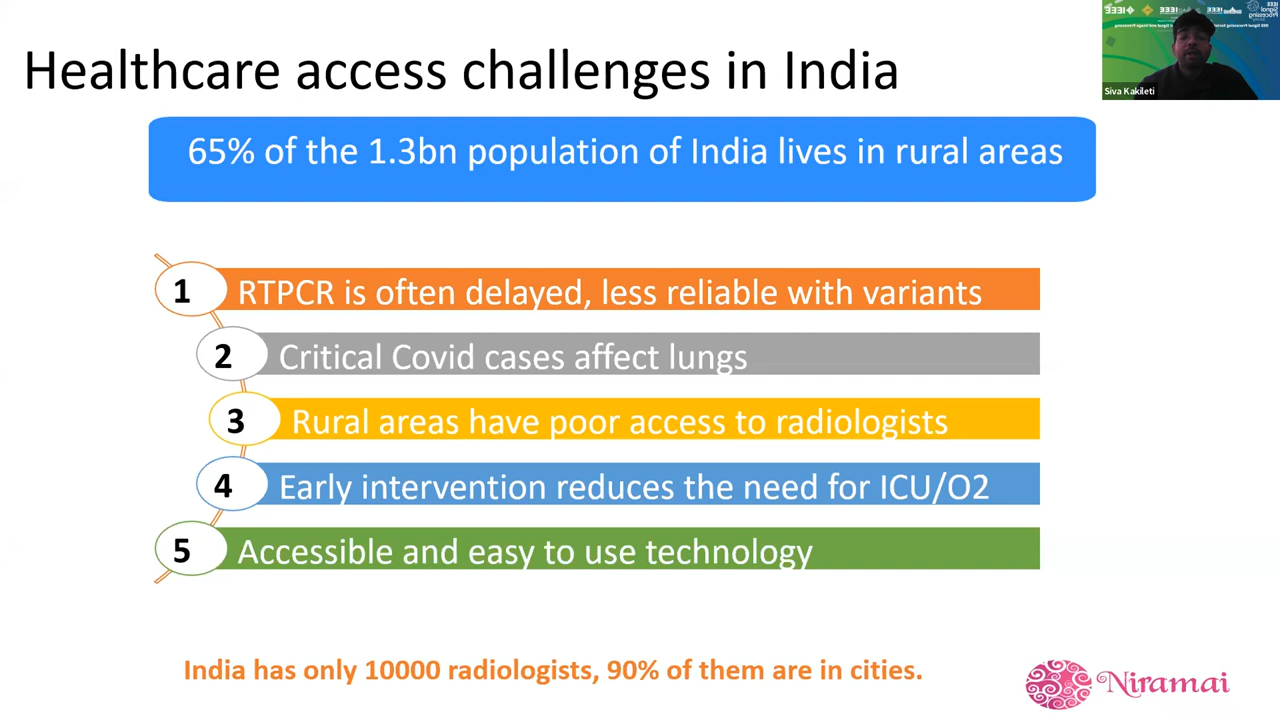 Healthcare access challenges in India
Siva Kakileti
65% of the 1.3bn population of India lives in rural areas
1 RTPCR is often delayed, less reliable with variants
2 Critical Covid cases affect lungs
3 Rural areas have poor access to radiologists
4 Early intervention reduces the need for ICU/O2
5 Accessible and easy to use technology
India has only 10000 radiologists, 90% of them are in cities.
Niramai